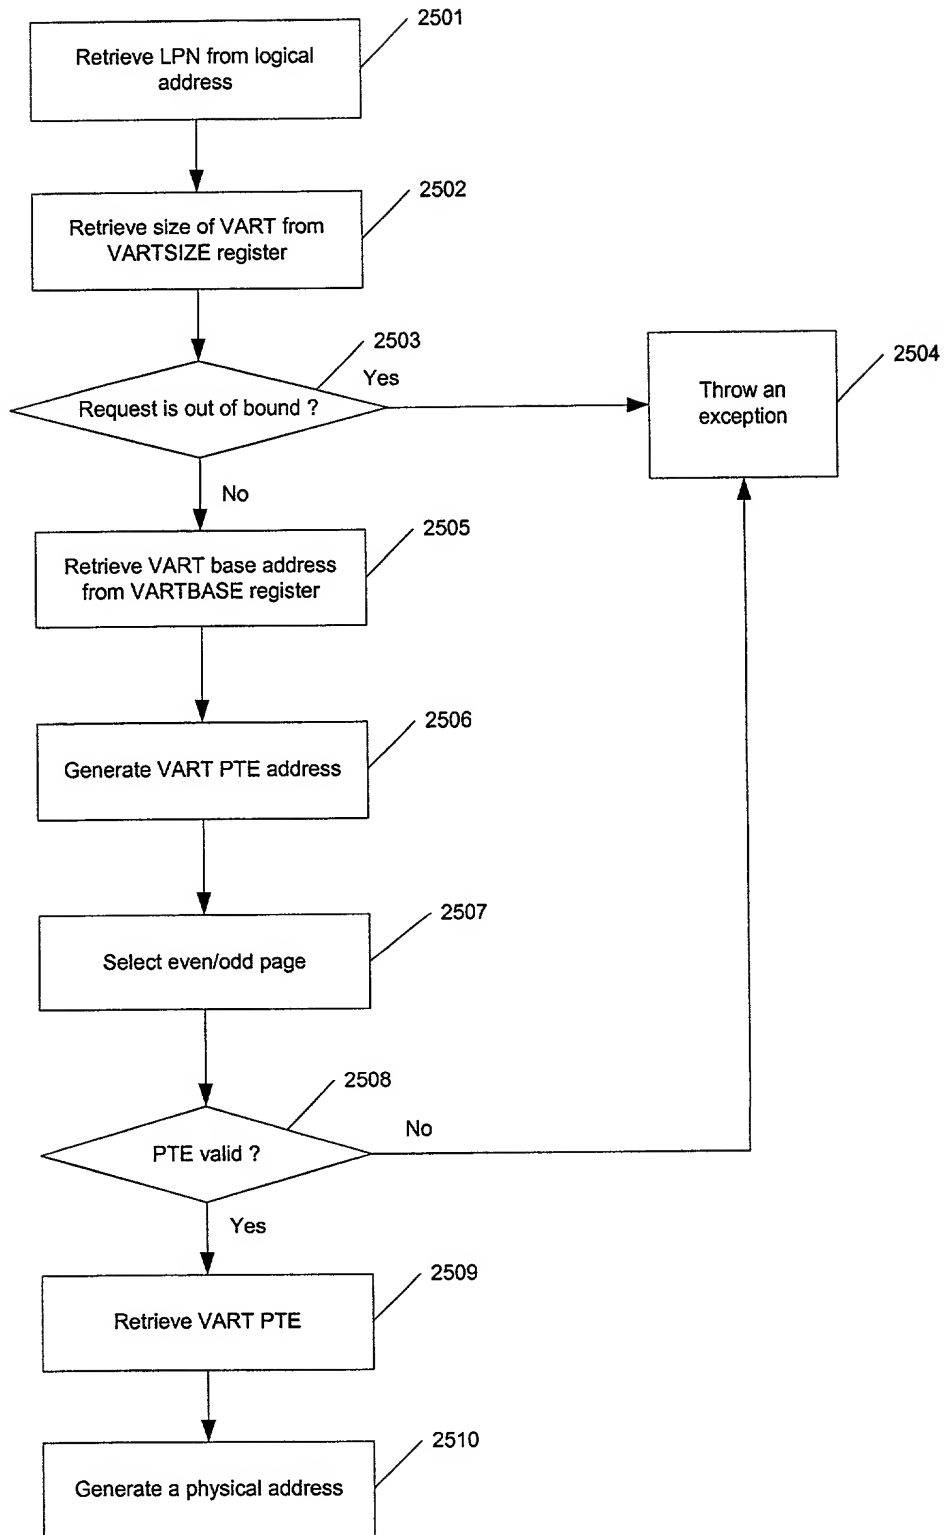 2501
Retrieve LPN from logical
address
2502
Retrieve size of VART from
VARTSIZE register
2503
Yes
Request is out of bound ?
2504
Throw an
exception
No
2505
Retrieve VART base address
from VARTBASE register
2506
Generate VART PTE address
2507
Select even/odd page
2508
No
PTE valid ?
Yes
2509
Retrieve VART PTE
2510
Generate a physical address